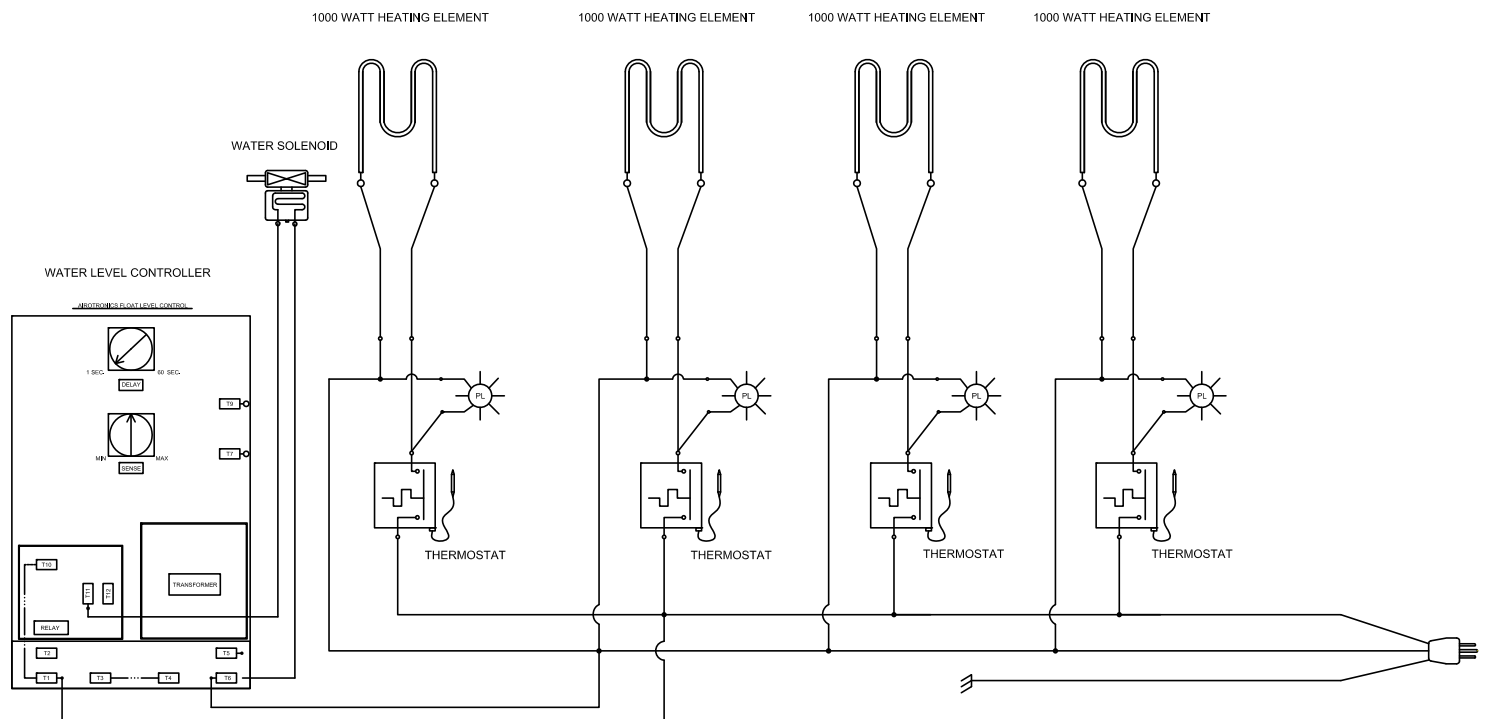 1000 WATT HEATING ELEMENT
1000 WATT HEATING ELEMENT
1000 WATT HEATING ELEMENT
1000 WATT HEATING ELEMENT
WATER SOLENOID
WATER LEVEL CONTROLLER
AIROTRONICS FLOAT LEVEL CONTROL
1 SEC.
60 SEC.
DELAY
PL
PL
PL
PL
T9
MIN
MAX
T7
SENSE
THERMOSTAT
THERMOSTAT
THERMOSTAT
THERMOSTAT
T10
T11
T12
TRANSFORMER
RELAY
T2
T5
T1
T3
T4
T6